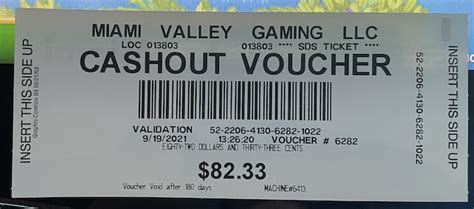 MIAMI VALLEY GAMING LLC
LOC 013803 013803 **** SDS TICKET ****
CASHOUT VOUCHER
INSERT THIS SIDE UP
52-2206-4130-6282-1022
INSERT THIS SIDE UP
VALIDATION 52-2206-4130-6282-1022
9/19/2021 13:26:20 VOUCHER # 6282
EIGHTY-TWO DOLLARS AND THIRTY-THREE CENTS
$82.33
Voucher Void after 180 days MACHINE#6413